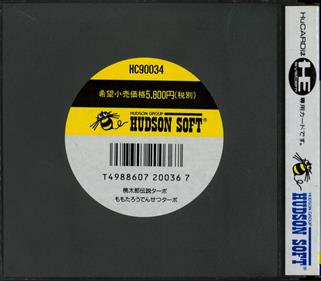 HC90034
希望小売価格5,800円(税別)
HUDSON GROUP
HUDSON SOFT®
T4988607 20036 7
桃太郎伝説ターボ
ももたろうでんせつターボ
HuCARDは
HE
専用カードです。
HUDSON SOFT